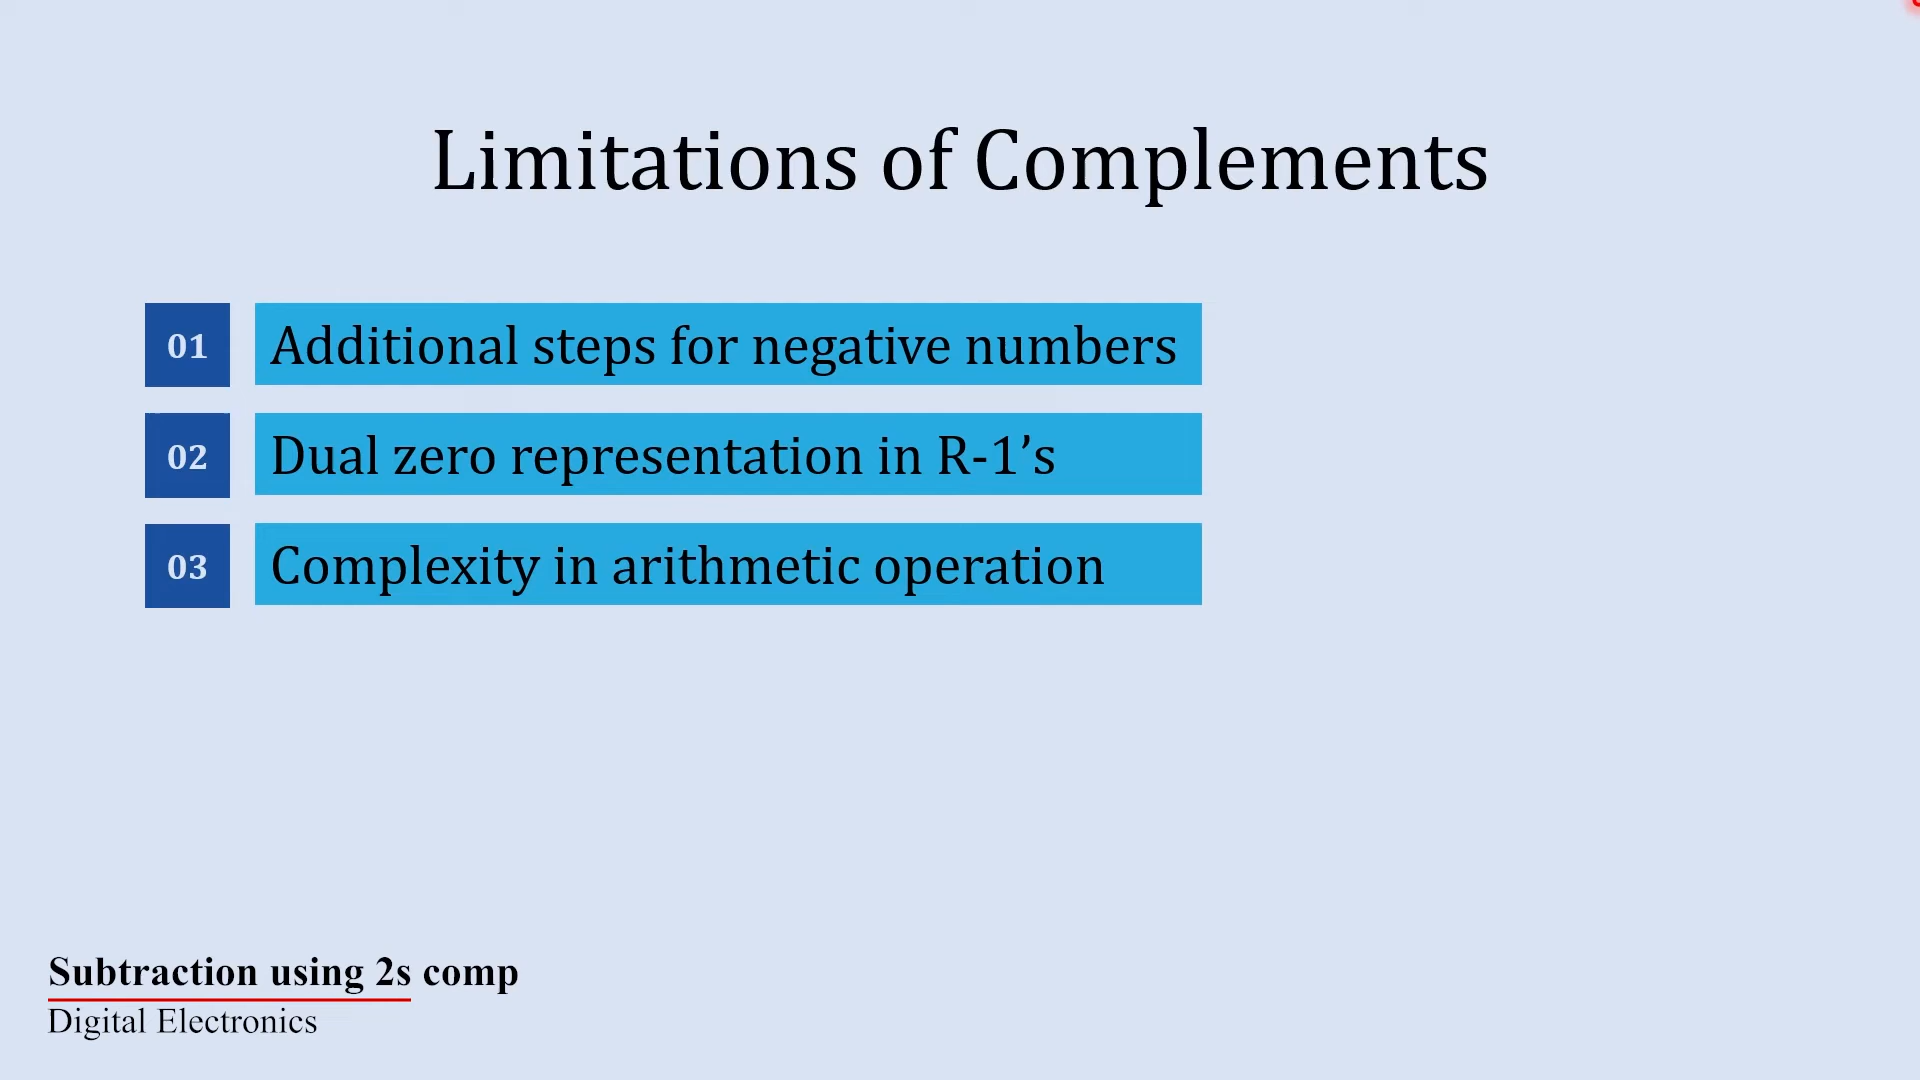 Limitations of Complements
01 Additional steps for negative numbers
02 Dual zero representation in R-1’s
03 Complexity in arithmetic operation
Subtraction using 2s comp
Digital Electronics